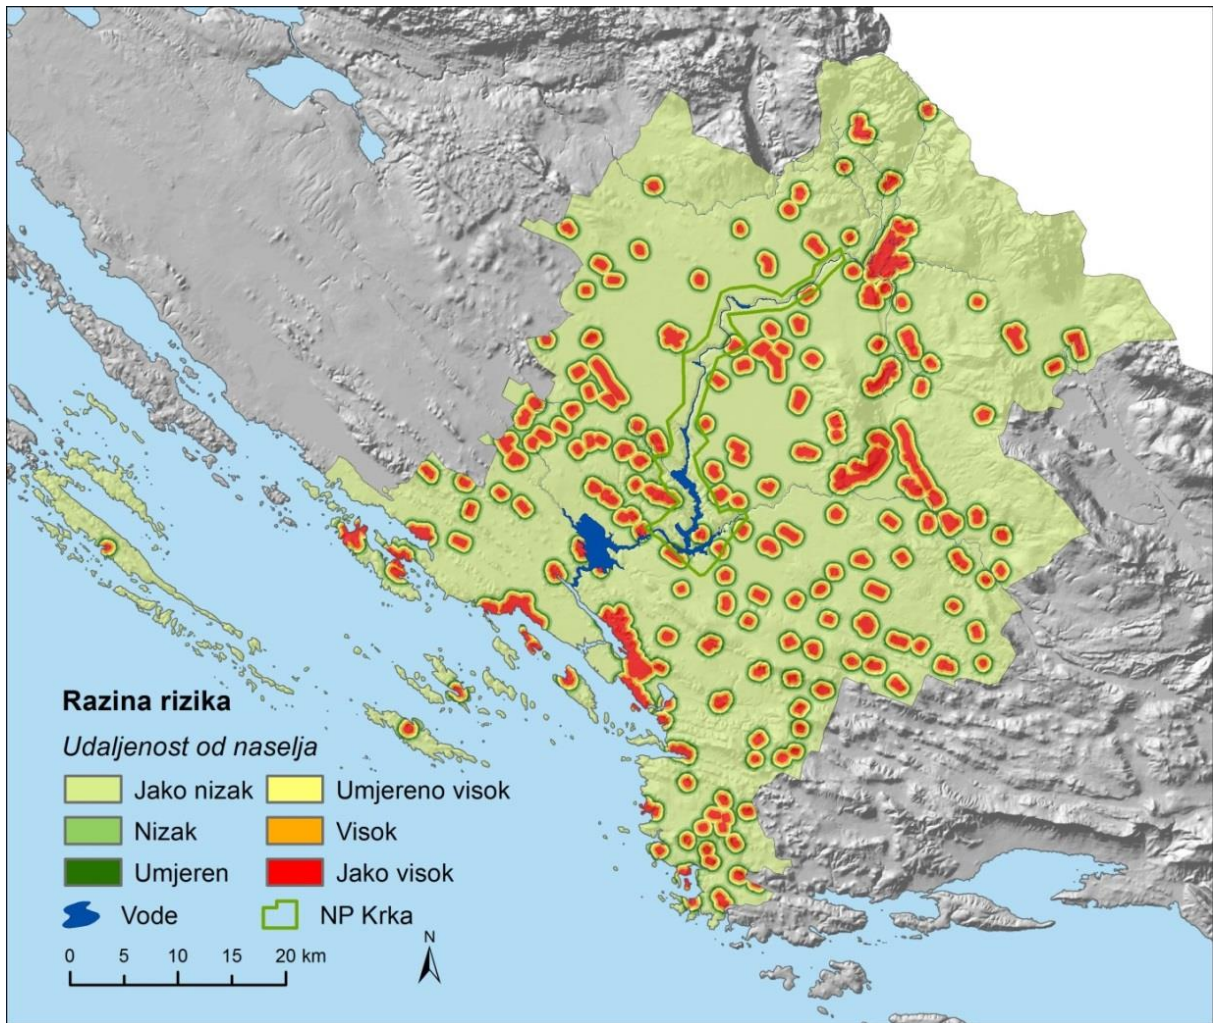 Razina rizika
Udaljenost od naselja
Jako nizak
Umjereno visok
Nizak
Visok
Umjeren
Jako visok
Vode
NP Krka
0 5 10 15 20 km
N